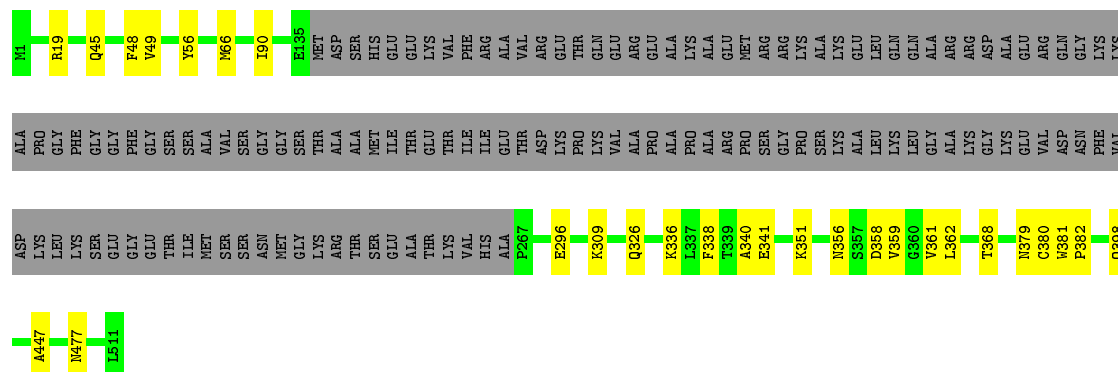 M1 R19 Q45 F48 V49 Y56 M66 I90 E135 MET ASP SER HIS GLU GLU LYS VAL PHE ARG ALA VAL ARG GLU THR GLN GLU ARG GLU ALA LYS ALA GLU MET ARG ARG LYS ALA LYS GLU LEU GLN GLN ALA ARG ARG ASP ALA GLU ARG GLN GLY LYS LYS
ALA PRO GLY PHE GLY GLY PHE GLY SER SER ALA VAL SER GLY GLY SER THR ALA ALA MET ILE THR GLU THR ILE ILE GLU THR ASP LYS PRO LYS VAL ALA PRO ALA PRO ALA ARG PRO SER GLY PRO SER LYS ALA LEU LYS LEU GLY ALA LYS GLY LYS GLU VAL ASP ASN PHE VAL
ASP LYS LEU LYS SER GLU GLY GLU THR ILE MET SER SER ASN MET GLY LYS ARG THR SER GLU ALA THR LYS VAL HIS ALA P267 E296 K309 Q326 K336 L337 F338 T339 A340 E341 K351 N356 S357 D358 V359 G360 V361 L362 T368 N379 C380 W381 P382
A447 N477 L511